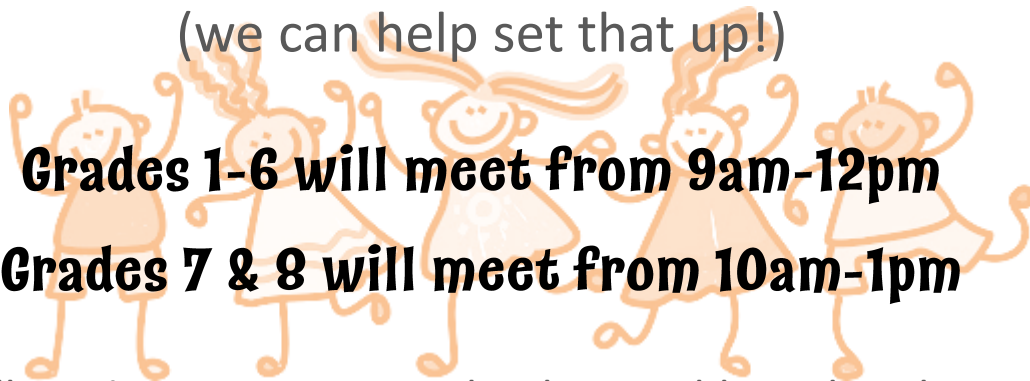 (we can help set that up!)
Grades 1-6 will meet from 9am-12pm
Grades 7 & 8 will meet from 10am-1pm